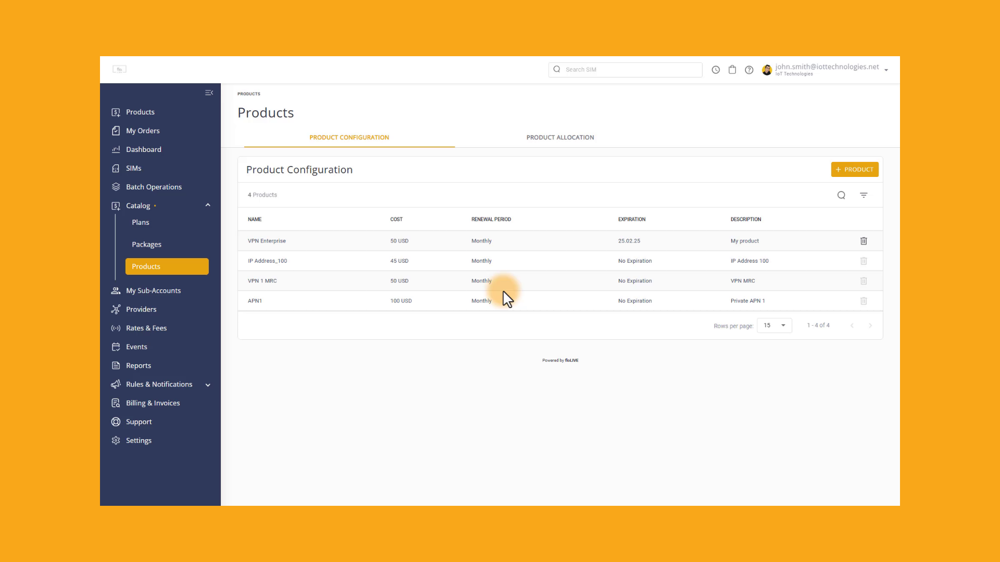 flo
Search SIM
john.smith@iottechnologies.net
IoT Technologies
Products
My Orders
Dashboard
SIMs
Batch Operations
Catalog
Plans
Packages
Products
My Sub-Accounts
Providers
Rates & Fees
Events
Reports
Rules & Notifications
Billing & Invoices
Support
Settings
PRODUCTS
Products
PRODUCT CONFIGURATION PRODUCT ALLOCATION
Product Configuration
+ PRODUCT
4 Products
NAME COST RENEWAL PERIOD EXPIRATION DESCRIPTION
VPN Enterprise 50 USD Monthly 25.02.25 My product
IP Address_100 45 USD Monthly No Expiration IP Address 100
VPN 1 MRC 50 USD Monthly No Expiration VPN MRC
APN1 100 USD Monthly No Expiration Private APN 1
Rows per page: 15 1 - 4 of 4
Powered by floLIVE